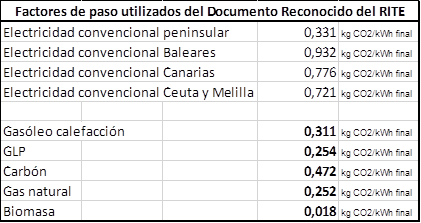 Factores de paso utilizados del Documento Reconocido del RITE
Electricidad convencional peninsular 0,331 kg CO2/kWh final
Electricidad convencional Baleares 0,932 kg CO2/kWh final
Electricidad convencional Canarias 0,776 kg CO2/kWh final
Electricidad convencional Ceuta y Melilla 0,721 kg CO2/kWh final
Gasóleo calefacción 0,311 kg CO2/kWh final
GLP 0,254 kg CO2/kWh final
Carbón 0,472 kg CO2/kWh final
Gas natural 0,252 kg CO2/kWh final
Biomasa 0,018 kg CO2/kWh final